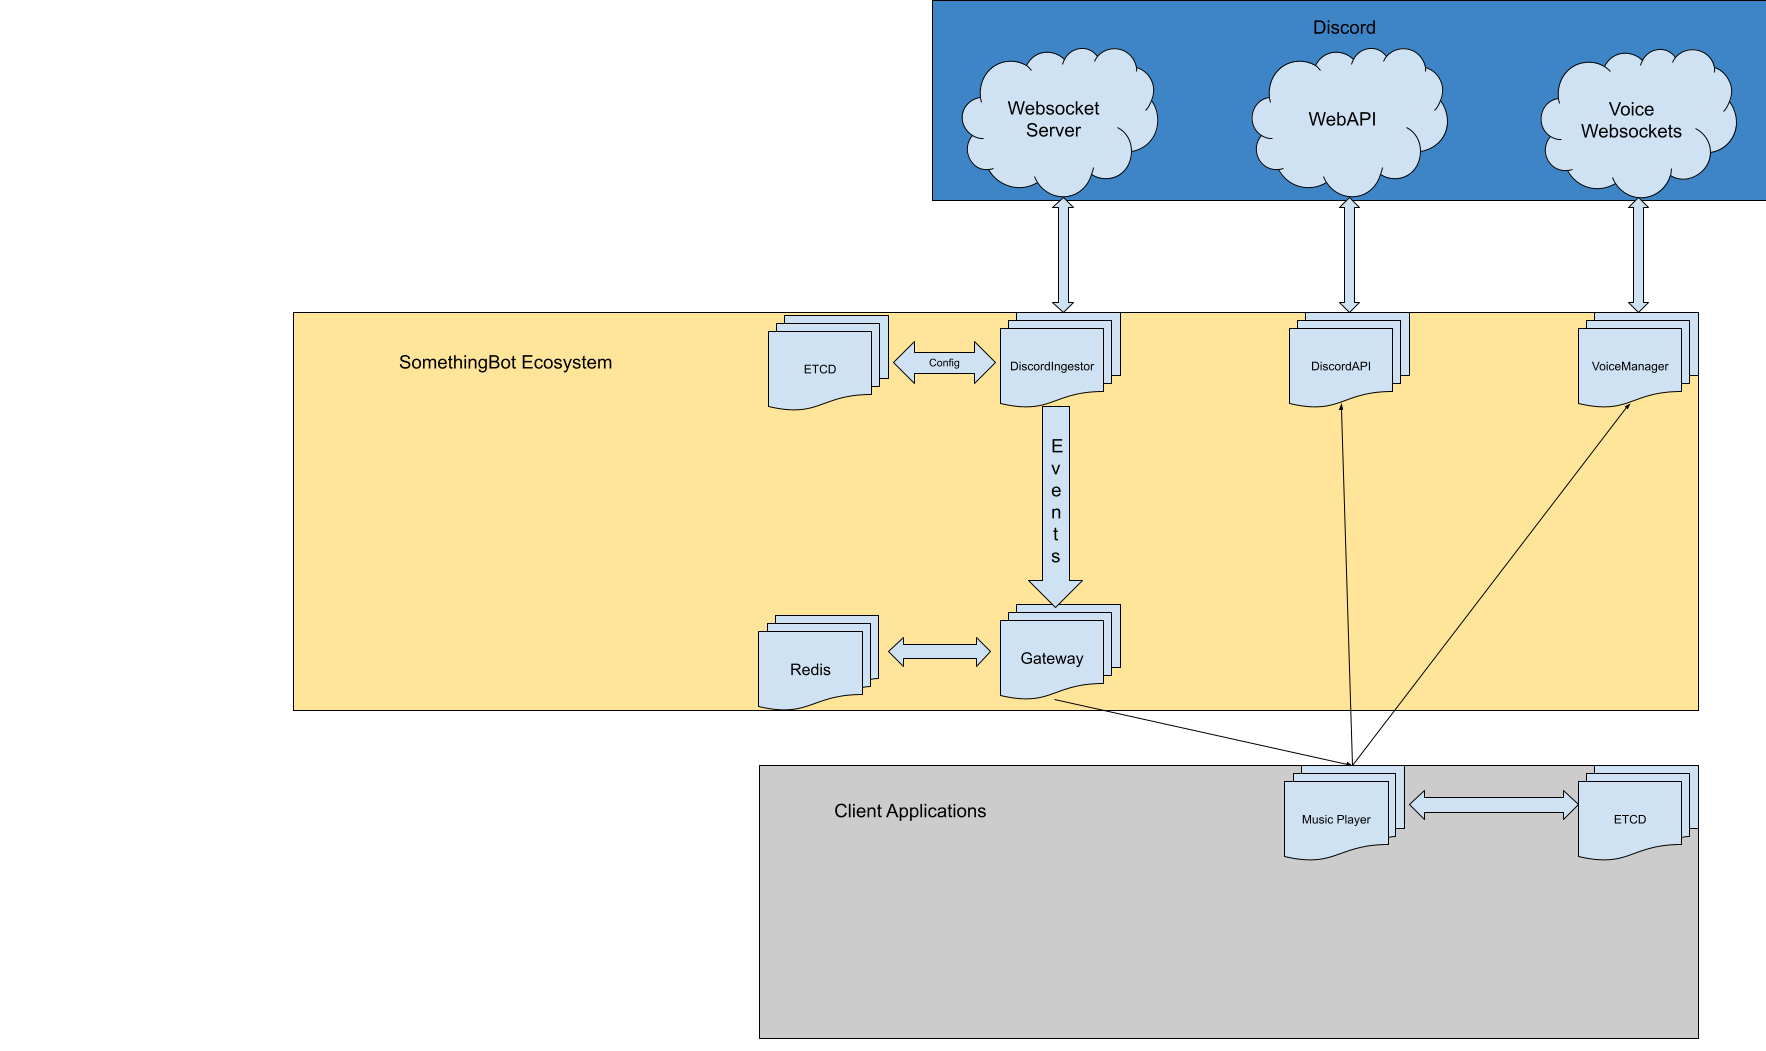 Discord
Websocket
Server
WebAPI
Voice
Websockets
SomethingBot Ecosystem
ETCD
Config
DiscordIngestor
DiscordAPI
VoiceManager
Events
Redis
Gateway
Client Applications
Music Player
ETCD